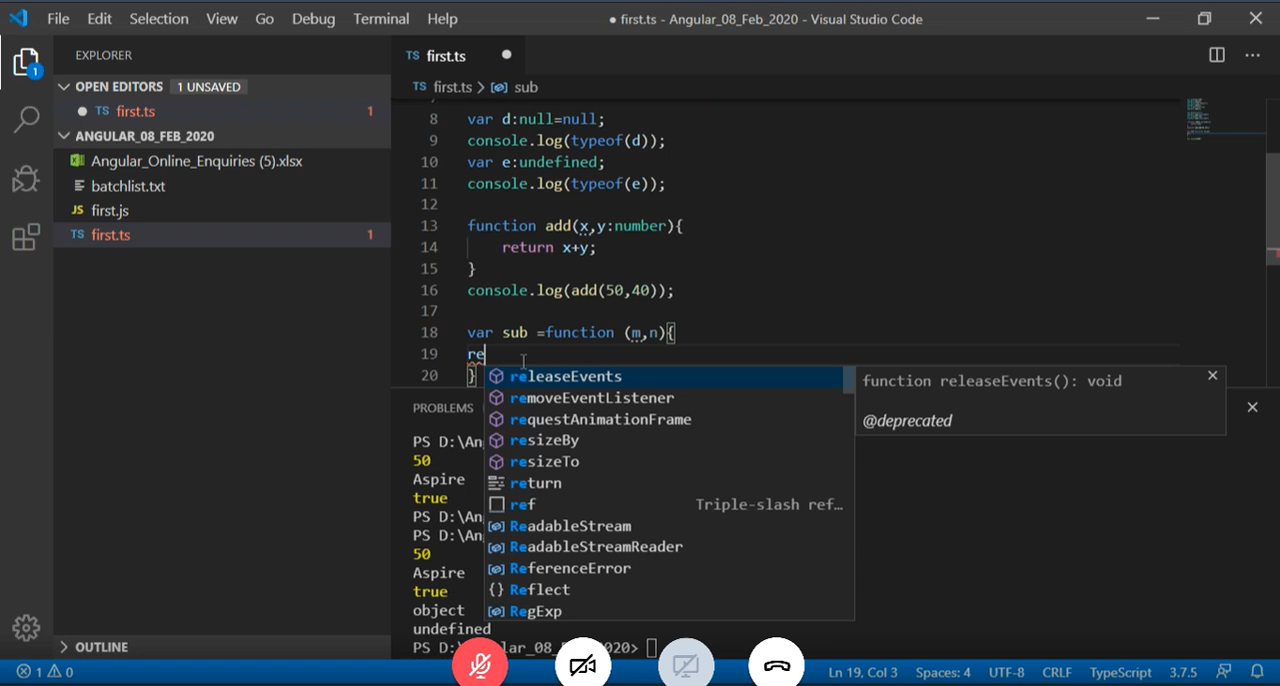 File Edit Selection View Go Debug Terminal Help
● first.ts - Angular_08_Feb_2020 - Visual Studio Code
EXPLORER
OPEN EDITORS 1 UNSAVED
TS first.ts 1
ANGULAR_08_FEB_2020
Angular_Online_Enquiries (5).xlsx
batchlist.txt
JS first.js
TS first.ts 1
OUTLINE
1
TS first.ts ●
TS first.ts > sub
8 var d:null=null;
9 console.log(typeof(d));
10 var e:undefined;
11 console.log(typeof(e));
12
13 function add(x,y:number){
14 return x+y;
15 }
16 console.log(add(50,40));
17
18 var sub =function (m,n){
19 re
20 }
releaseEvents
removeEventListener
requestAnimationFrame
resizeBy
resizeTo
return
ref Triple-slash ref…
ReadableStream
ReadableStreamReader
ReferenceError
{} Reflect
RegExp
function releaseEvents(): void
@deprecated
PROBLEMS
PS D:\An
50
Aspire
true
PS D:\An
PS D:\An
50
Aspire
true
object
undefined
PS D:\
lar_08_
2020>
1 0
Ln 19, Col 3 Spaces: 4 UTF-8 CRLF TypeScript 3.7.5